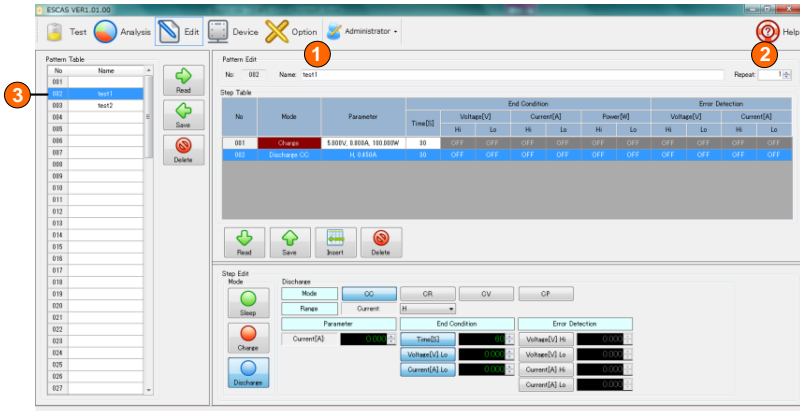 ESCAS VER1.01.00
Test Analysis Edit Device Option Administrator Help
1
2
3
Pattern Table
No Name
001
002 test1
003 test2
004
005
006
007
008
009
010
011
012
013
014
015
016
017
018
019
020
021
022
023
024
025
026
027
Read
Save
Delete
Pattern Edit
No: 002 Name: test1 Repeat: 1
Step Table
No Mode Parameter Time[S] End Condition Error Detection
Voltage[V] Current[A] Power[W] Voltage[V] Current[A]
Hi Lo Hi Lo Hi Lo Hi Lo Hi Lo
001 Charge 5.000V, 0.800A, 100.000W 30 OFF OFF OFF OFF OFF OFF OFF OFF OFF OFF
002 Discharge CC H, 0.450A 30 OFF OFF OFF OFF OFF OFF OFF OFF OFF OFF
Read Save Insert Delete
Step Edit
Mode
Sleep
Charge
Discharge
Discharge
Mode CC CR CV CP
Range Current: H
Parameter End Condition Error Detection
Current[A] 0.000 Time[S] 60 Voltage[V] Hi 0.000
Voltage[V] Lo 0.000 Voltage[V] Lo 0.000
Current[A] Lo 0.000 Current[A] Hi 0.000
Current[A] Lo 0.000